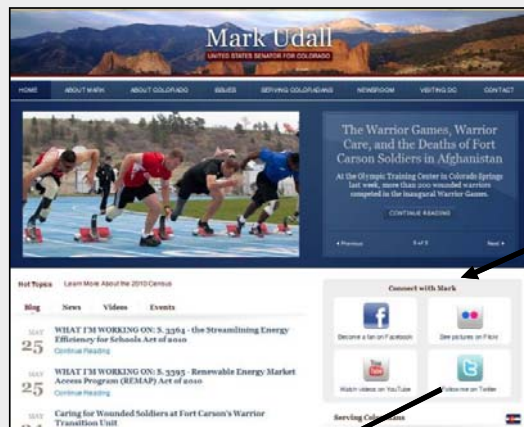 Mark Udall
UNITED STATES SENATOR FOR COLORADO
HOME ABOUT MARK ABOUT COLORADO ISSUES SERVING COLORADANS NEWSROOM VISITING DC CONTACT
The Warrior Games, Warrior
Care, and the Deaths of Fort
Carson Soldiers in Afghanistan
At the Olympic Training Center in Colorado Springs
last week, more than 200 wounded warriors
competed in the inaugural Warrior Games.
CONTINUE READING
Previous 5 of 5 Next
Hot Topics Learn More About the 2010 Census
Blog News Videos Events
MAY
25
WHAT I'M WORKING ON: S. 3364 - the Streamlining Energy
Efficiency for Schools Act of 2010
Continue Reading
MAY
25
WHAT I'M WORKING ON: S. 3395 - Renewable Energy Market
Access Program (REMAP) Act of 2010
Continue Reading
MAY
Caring for Wounded Soldiers at Fort Carson's Warrior
Transition Unit
Connect with Mark
Become a fan on Facebook
See pictures on Flickr
You Tube
Watch videos on YouTube
Follow me on Twitter
Serving Coloradans